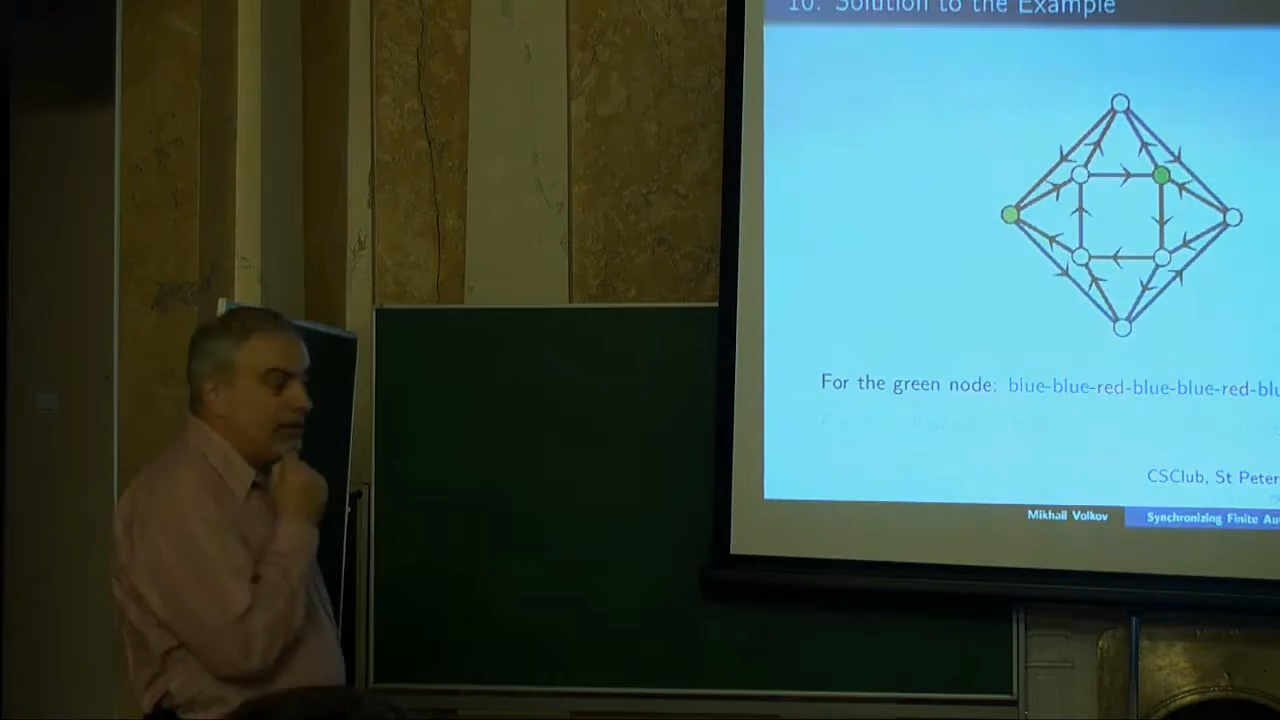 10. Solution to the Example
For the green node: blue-blue-red-blue-blue-red-blu
CSClub, St Peter
Mikhail Volkov
Synchronizing Finite Au